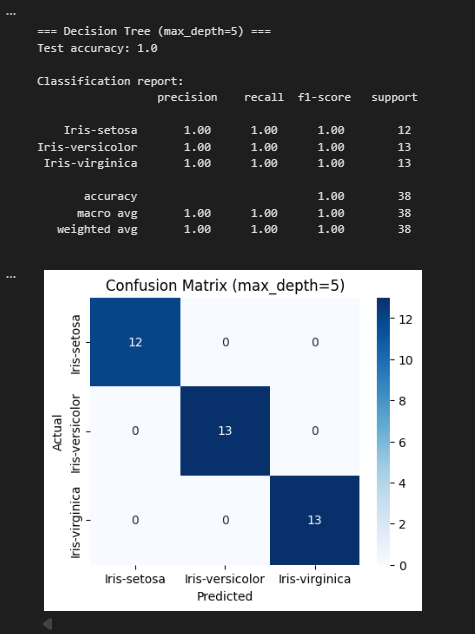 ...
=== Decision Tree (max_depth=5) ===
Test accuracy: 1.0
Classification report:
precision recall f1-score support
Iris-setosa 1.00 1.00 1.00 12
Iris-versicolor 1.00 1.00 1.00 13
Iris-virginica 1.00 1.00 1.00 13
accuracy 1.00 38
macro avg 1.00 1.00 1.00 38
weighted avg 1.00 1.00 1.00 38
...
Confusion Matrix (max_depth=5)
Actual
Iris-setosa
12 0 0
Iris-versicolor
0 13 0
Iris-virginica
0 0 13
Iris-setosa Iris-versicolor Iris-virginica
Predicted
12
10
8
6
4
2
0